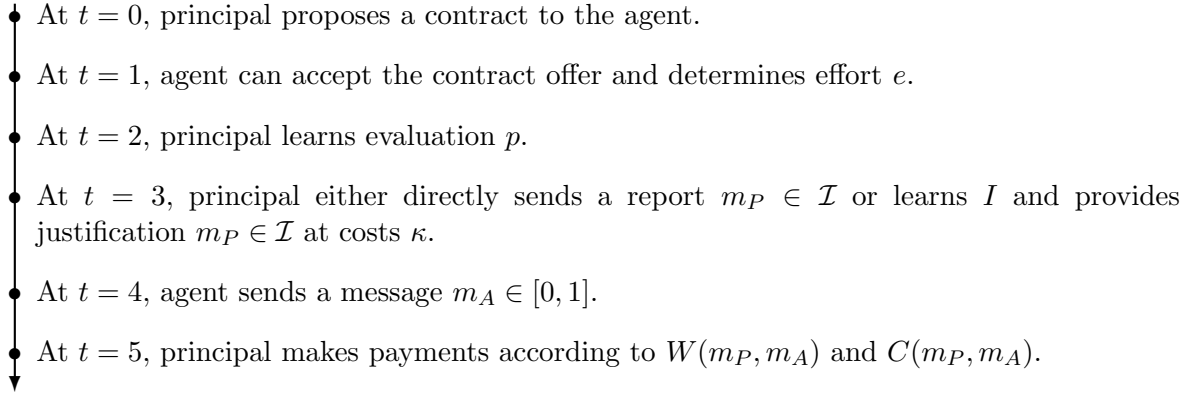 At t = 0, principal proposes a contract to the agent.
At t = 1, agent can accept the contract offer and determines effort e.
At t = 2, principal learns evaluation p.
At t = 3, principal either directly sends a report m_P ∈ ℐ or learns I and provides
justification m_P ∈ ℐ at costs κ.
At t = 4, agent sends a message m_A ∈ [0, 1].
At t = 5, principal makes payments according to W(m_P, m_A) and C(m_P, m_A).